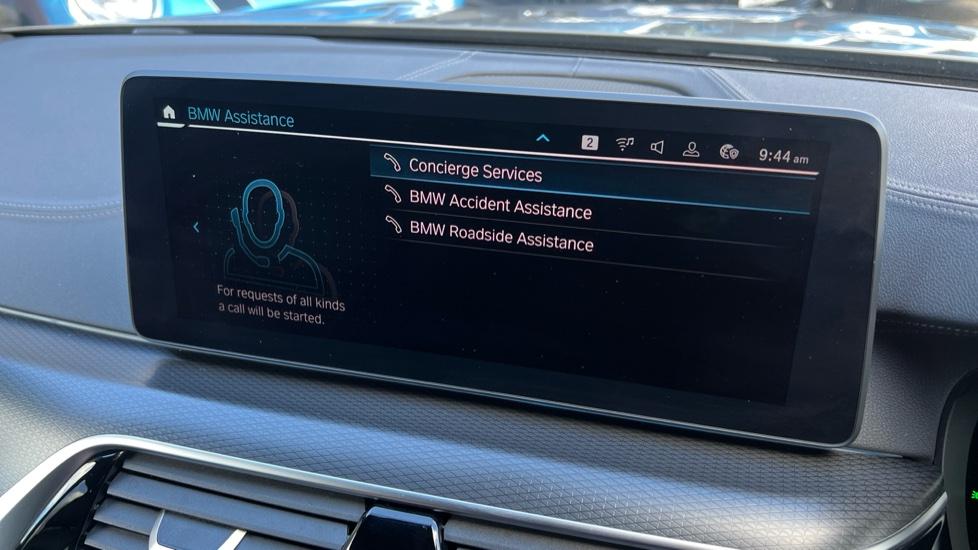 BMW Assistance
2
9:44 am
Concierge Services
BMW Accident Assistance
BMW Roadside Assistance
For requests of all kinds
a call will be started.